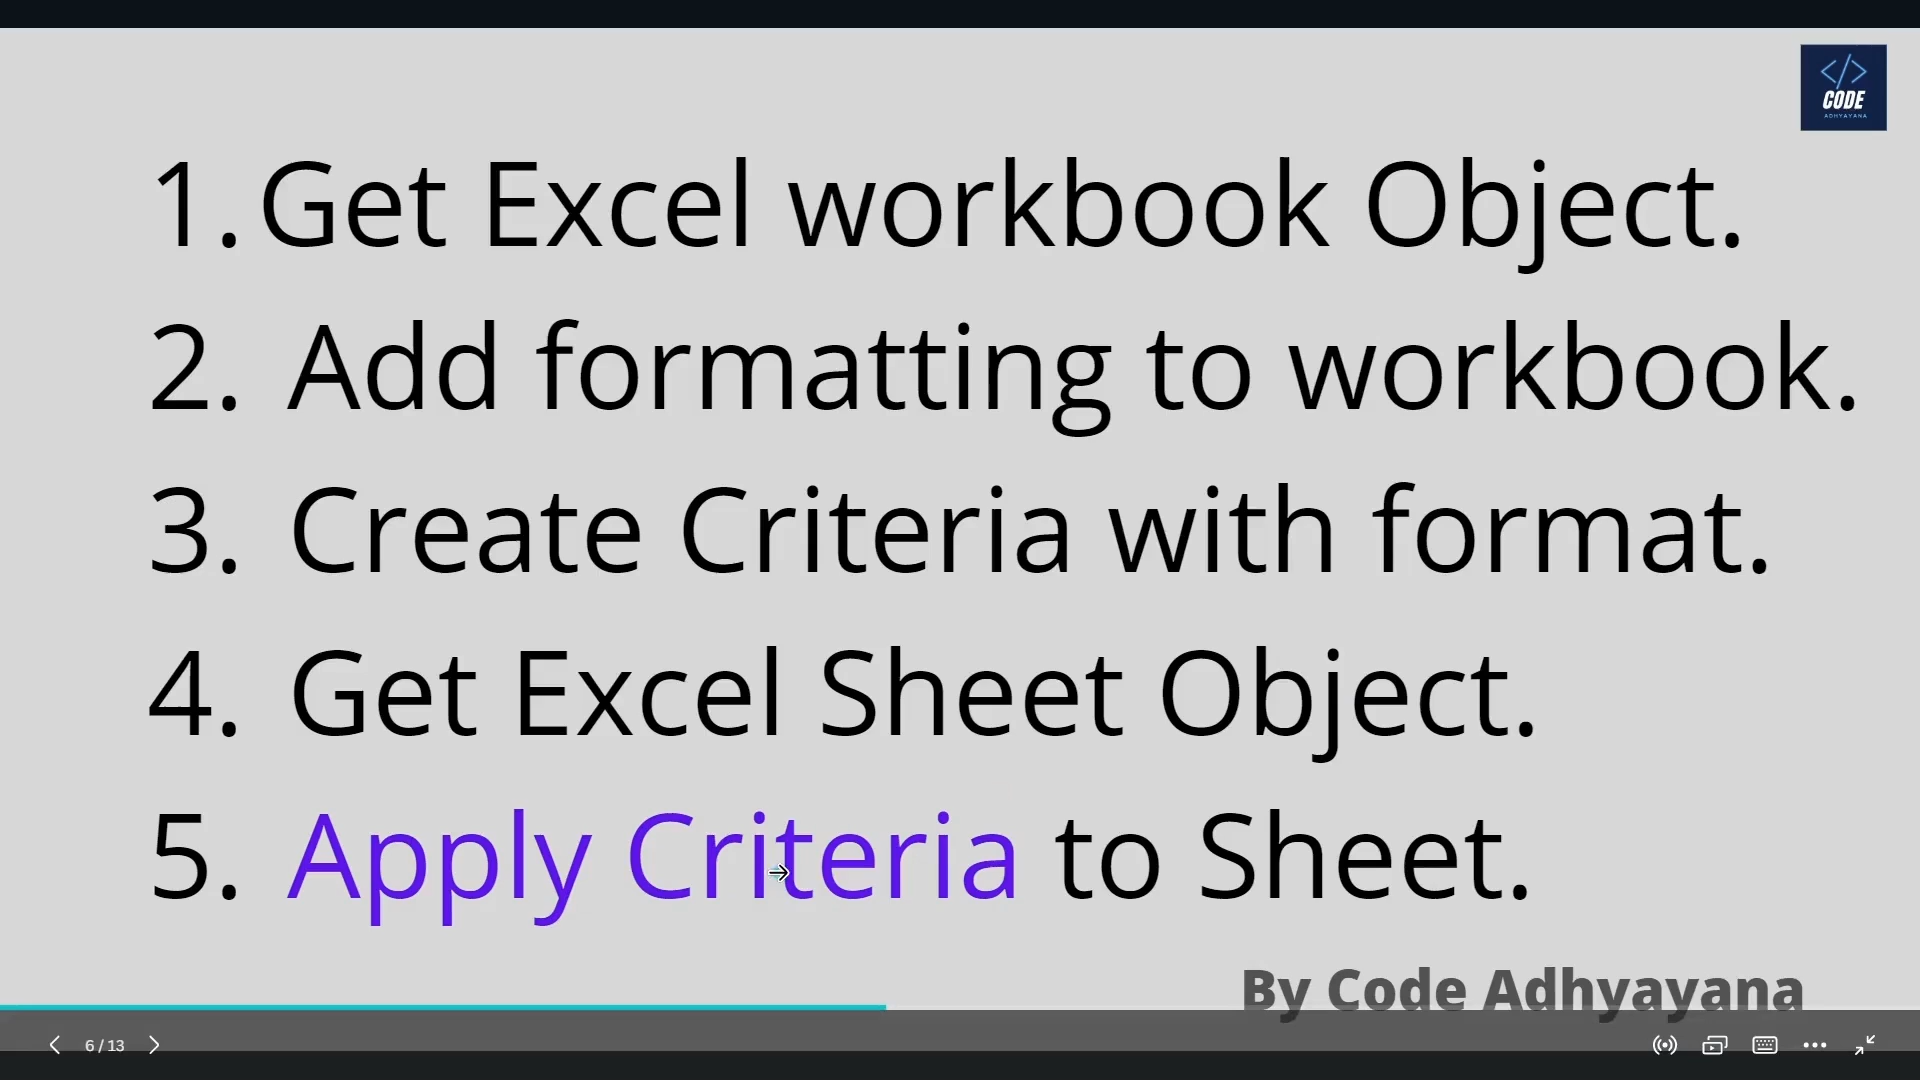 </>
CODE
ADHYAYANA
1. Get Excel workbook Object.
2. Add formatting to workbook.
3. Create Criteria with format.
4. Get Excel Sheet Object.
5. Apply Criteria to Sheet.
By Code Adhyayana
6 / 13